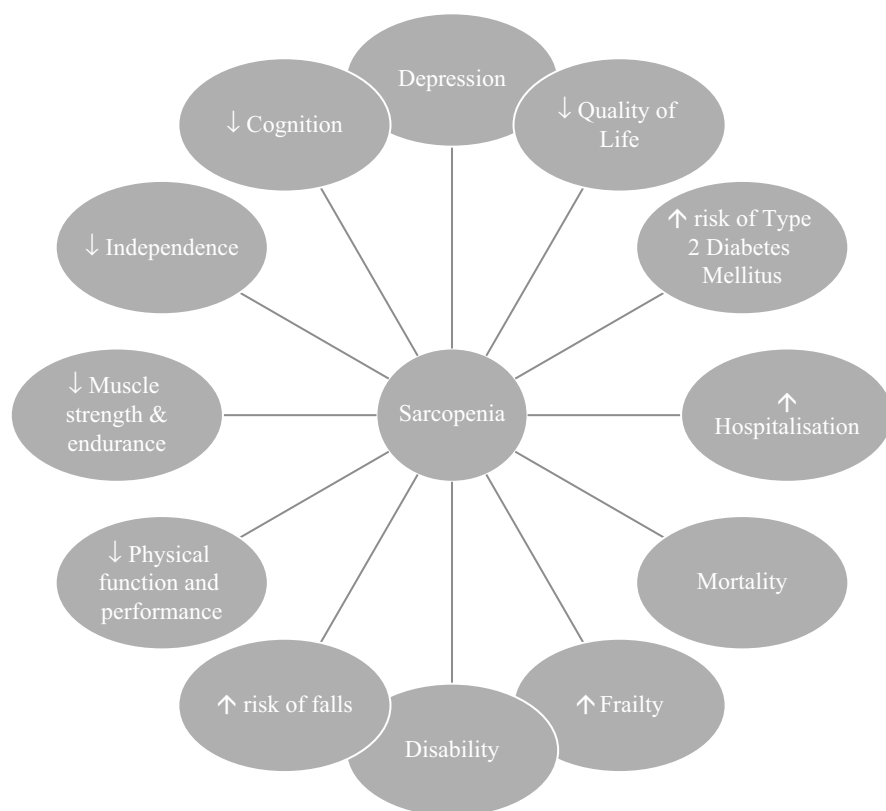 Depression
↓ Quality of
Life
↑ risk of Type
2 Diabetes
Mellitus
↑
Hospitalisation
Mortality
↑ Frailty
Disability
↑ risk of falls
↓ Physical
function and
performance
↓ Muscle
strength &
endurance
↓ Independence
↓ Cognition
Sarcopenia